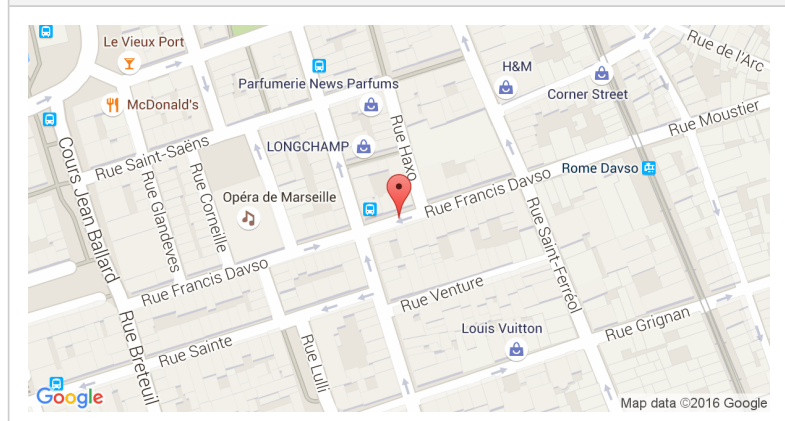 Le Vieux Port
H&M
Rue de l'Arc
Parfumerie News Parfums
Corner Street
McDonald's
Rue Moustier
Rue Saint-Saëns
LONGCHAMP
Rue Haxo
Cours Jean Ballard
Rue Glandeves
Rue Corneille
Opéra de Marseille
Rome Davso
Rue Francis Davso
Rue Francis Davso
Rue Saint-Ferréol
Rue Venture
Rue Breteuil
Rue Sainte
Rue Lulli
Louis Vuitton
Rue Grignan
Google
Map data ©2016 Google